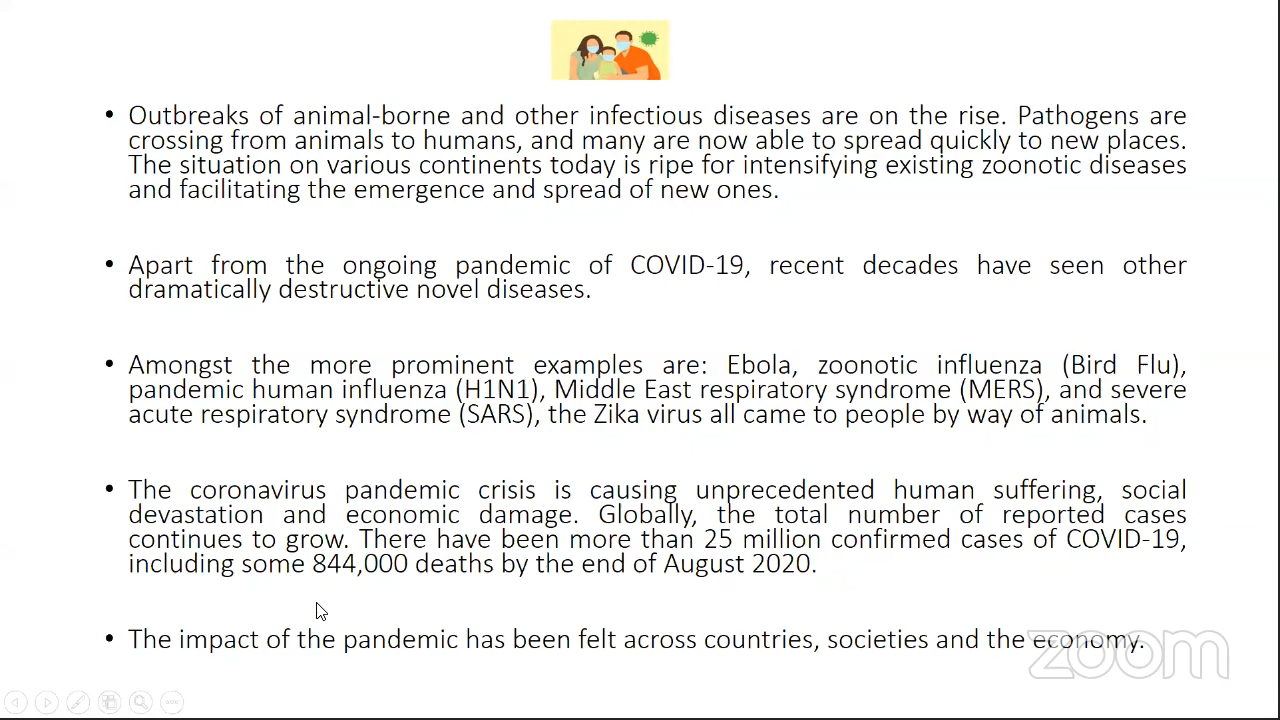 • Outbreaks of animal-borne and other infectious diseases are on the rise. Pathogens are
crossing from animals to humans, and many are now able to spread quickly to new places.
The situation on various continents today is ripe for intensifying existing zoonotic diseases
and facilitating the emergence and spread of new ones.
• Apart from the ongoing pandemic of COVID-19, recent decades have seen other
dramatically destructive novel diseases.
• Amongst the more prominent examples are: Ebola, zoonotic influenza (Bird Flu),
pandemic human influenza (H1N1), Middle East respiratory syndrome (MERS), and severe
acute respiratory syndrome (SARS), the Zika virus all came to people by way of animals.
• The coronavirus pandemic crisis is causing unprecedented human suffering, social
devastation and economic damage. Globally, the total number of reported cases
continues to grow. There have been more than 25 million confirmed cases of COVID-19,
including some 844,000 deaths by the end of August 2020.
• The impact of the pandemic has been felt across countries, societies and the economy.
zoom